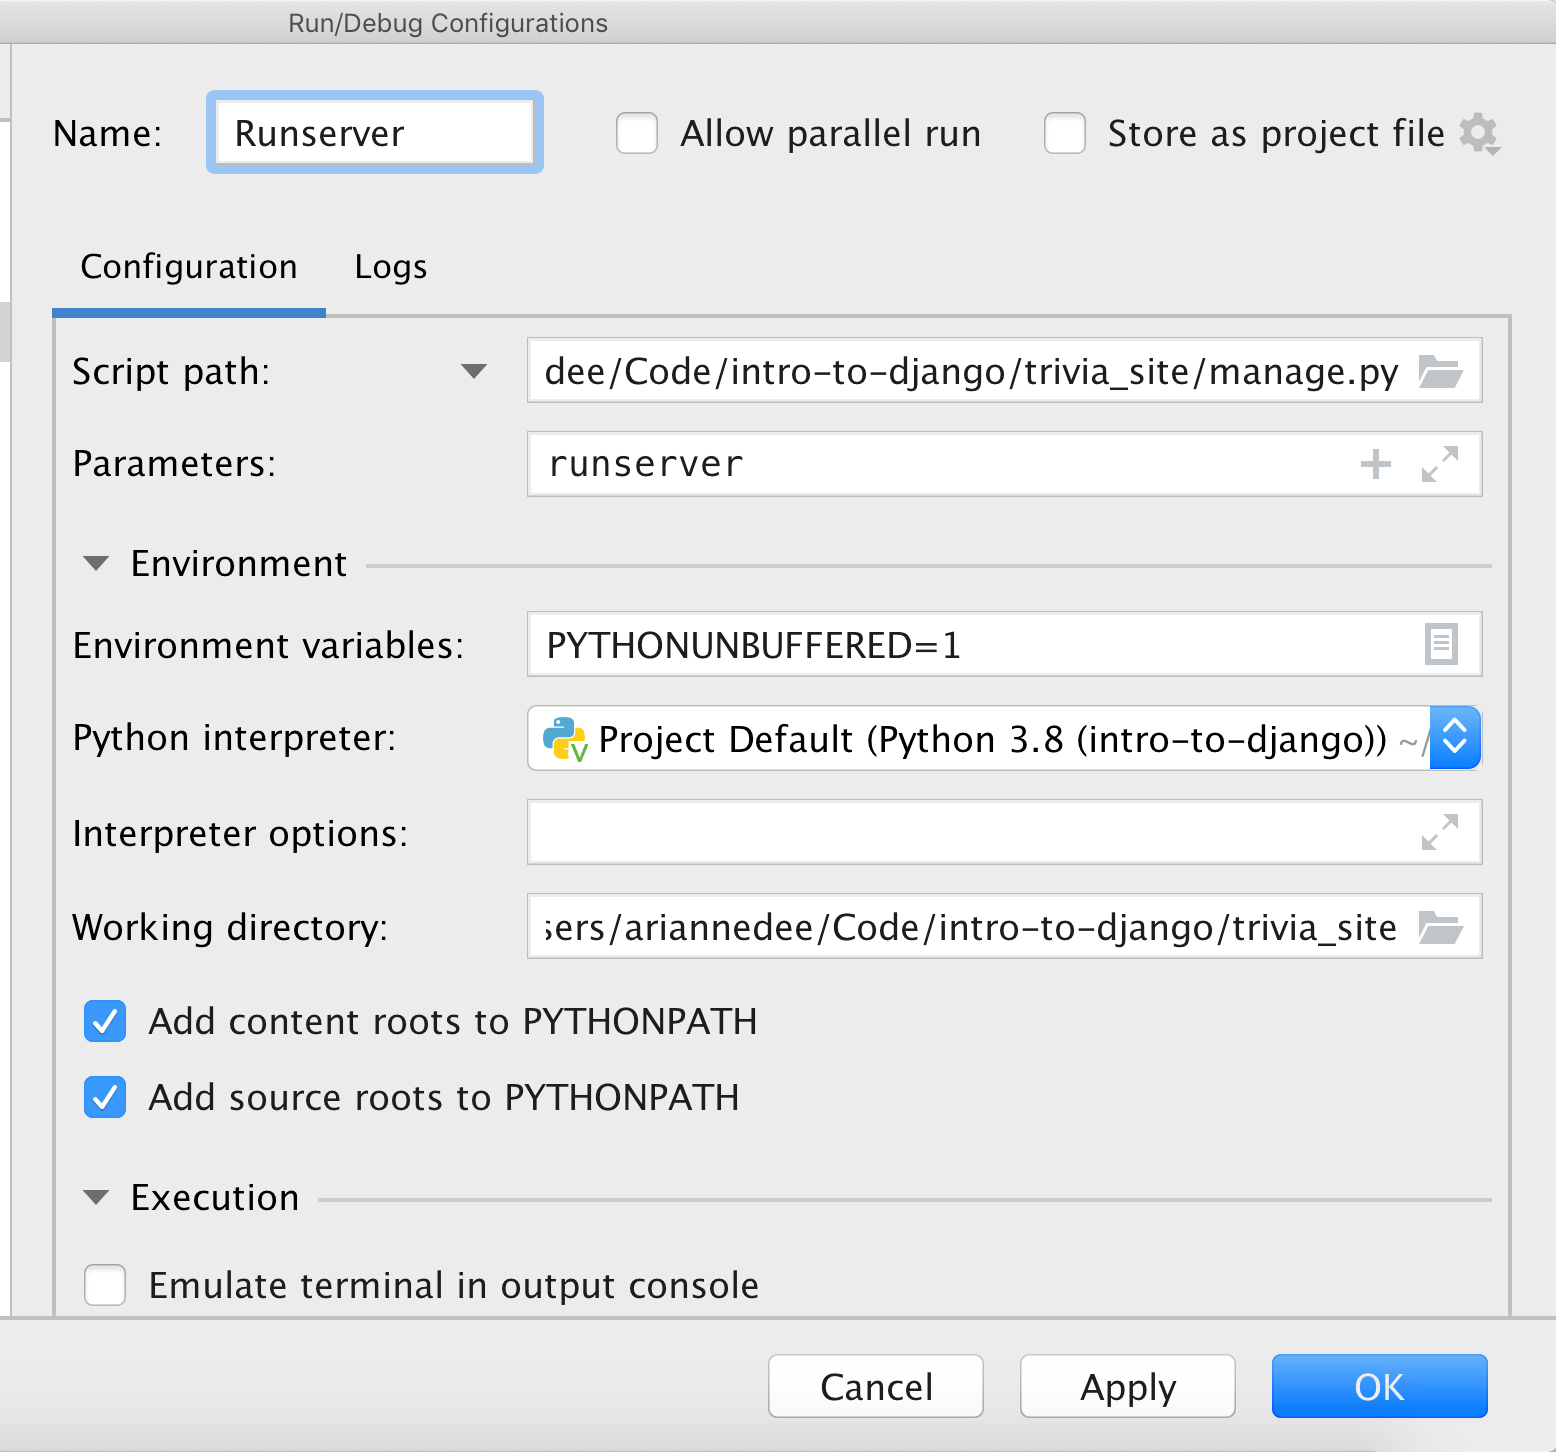 Run/Debug Configurations
Name: Runserver Allow parallel run Store as project file
Configuration Logs
Script path: dee/Code/intro-to-django/trivia_site/manage.py
Parameters: runserver
Environment
Environment variables: PYTHONUNBUFFERED=1
Python interpreter: Project Default (Python 3.8 (intro-to-django)) ~/
Interpreter options:
Working directory: sers/ariannedee/Code/intro-to-django/trivia_site
Add content roots to PYTHONPATH
Add source roots to PYTHONPATH
Execution
Emulate terminal in output console
Cancel Apply OK